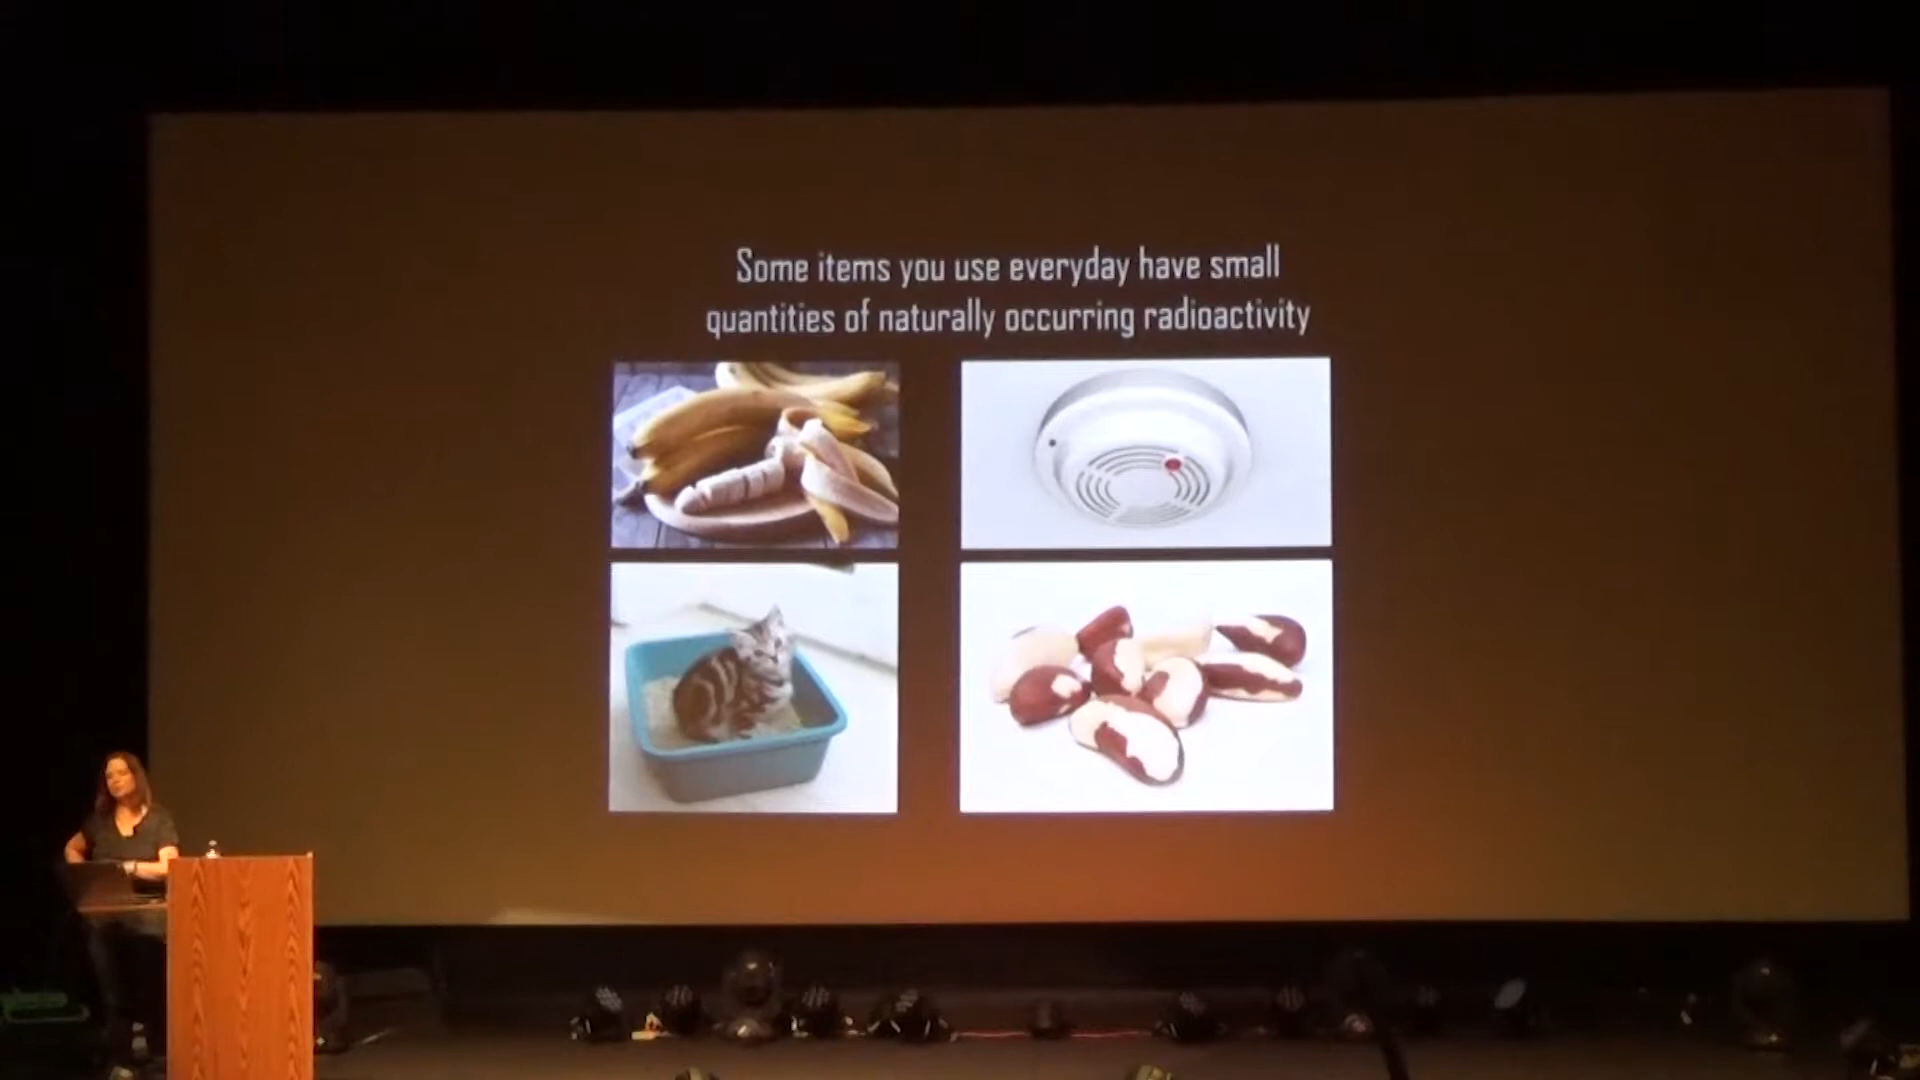 Some items you use everyday have small
quantities of naturally occurring radioactivity